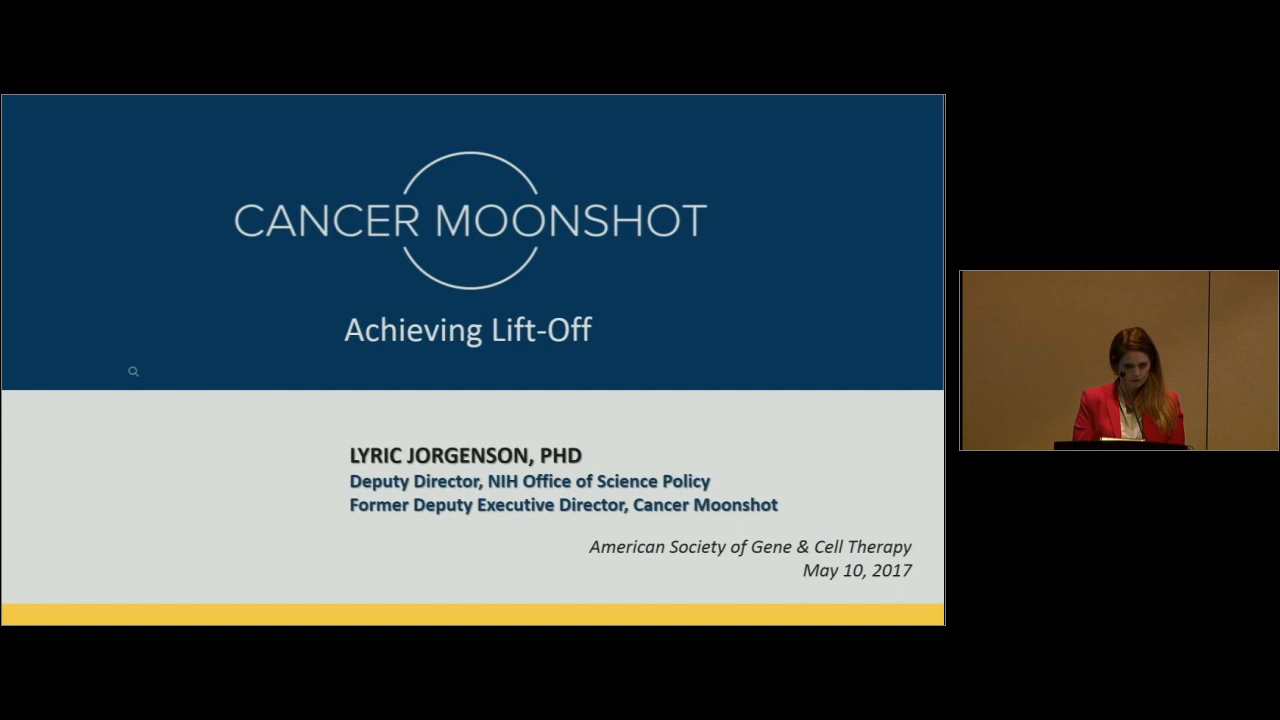 CANCER MOONSHOT
Achieving Lift-Off
LYRIC JORGENSON, PHD
Deputy Director, NIH Office of Science Policy
Former Deputy Executive Director, Cancer Moonshot
American Society of Gene & Cell Therapy
May 10, 2017